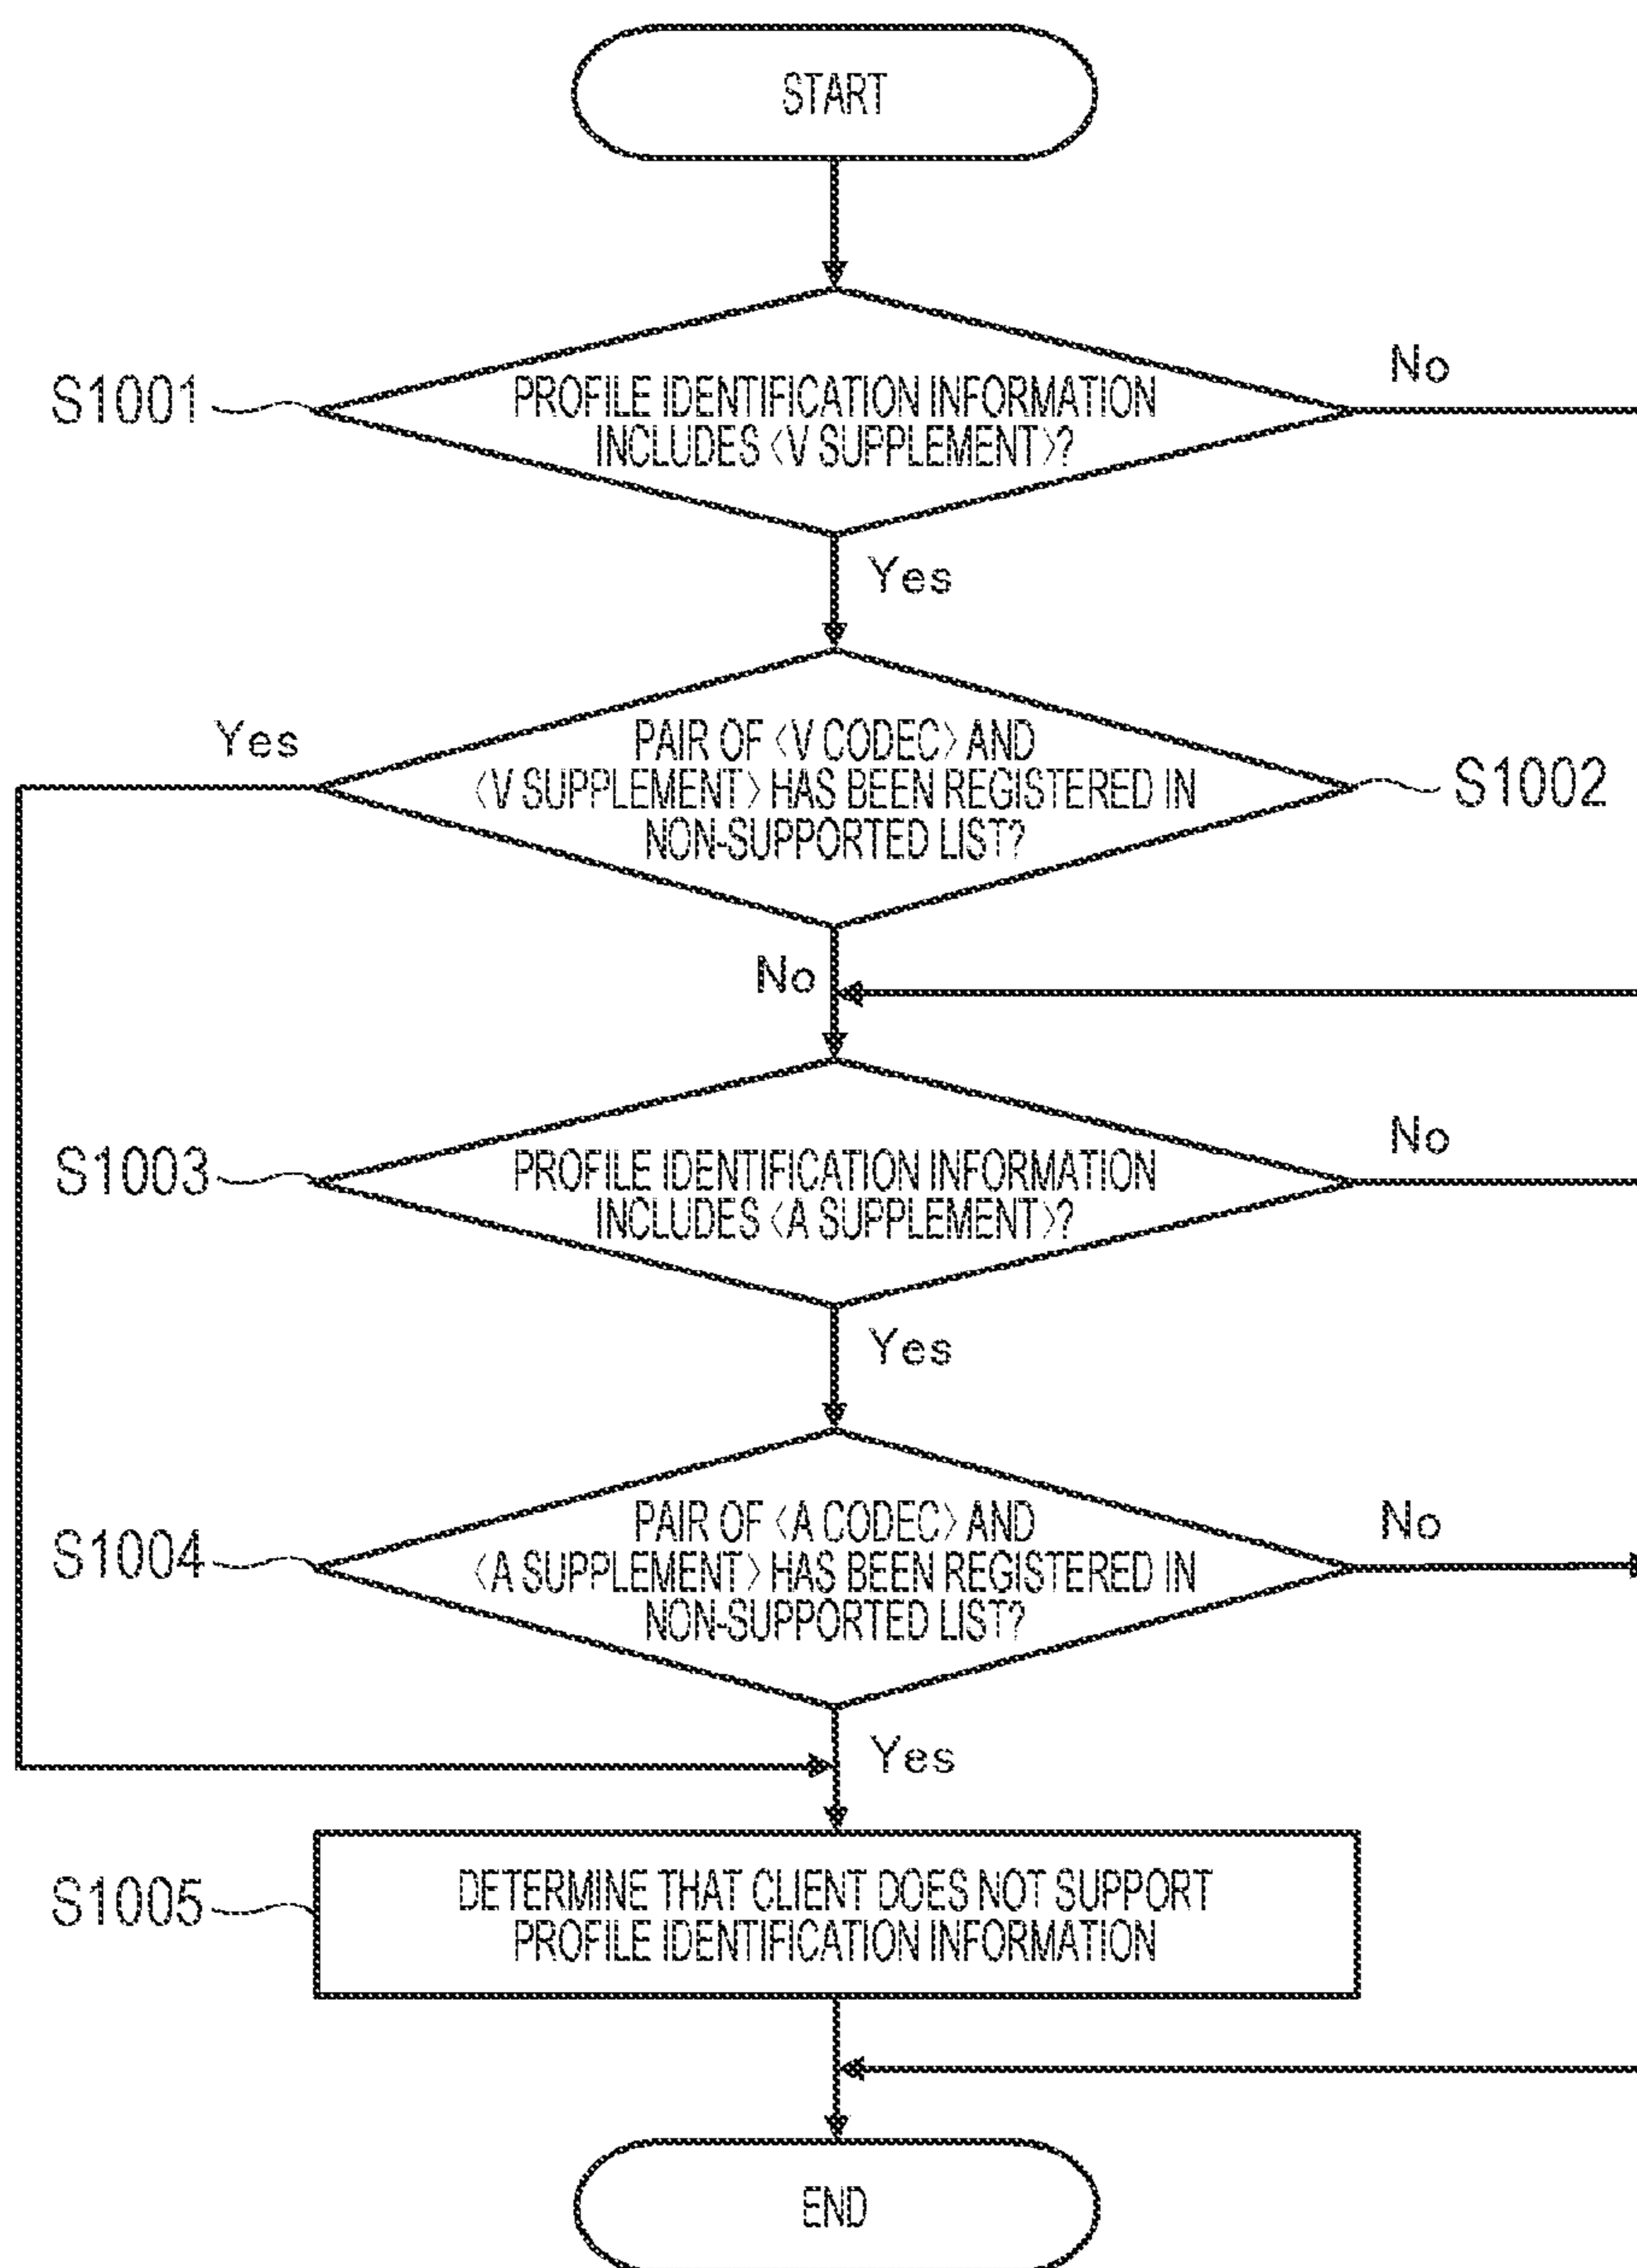 START
S1001
PROFILE IDENTIFICATION INFORMATION
INCLUDES <V SUPPLEMENT>?
No
Yes
Yes
PAIR OF <V CODEC> AND
<V SUPPLEMENT> HAS BEEN REGISTERED IN
NON-SUPPORTED LIST?
S1002
No
S1003
PROFILE IDENTIFICATION INFORMATION
INCLUDES <A SUPPLEMENT>?
No
Yes
S1004
PAIR OF <A CODEC> AND
<A SUPPLEMENT> HAS BEEN REGISTERED IN
NON-SUPPORTED LIST?
No
Yes
S1005
DETERMINE THAT CLIENT DOES NOT SUPPORT
PROFILE IDENTIFICATION INFORMATION
END